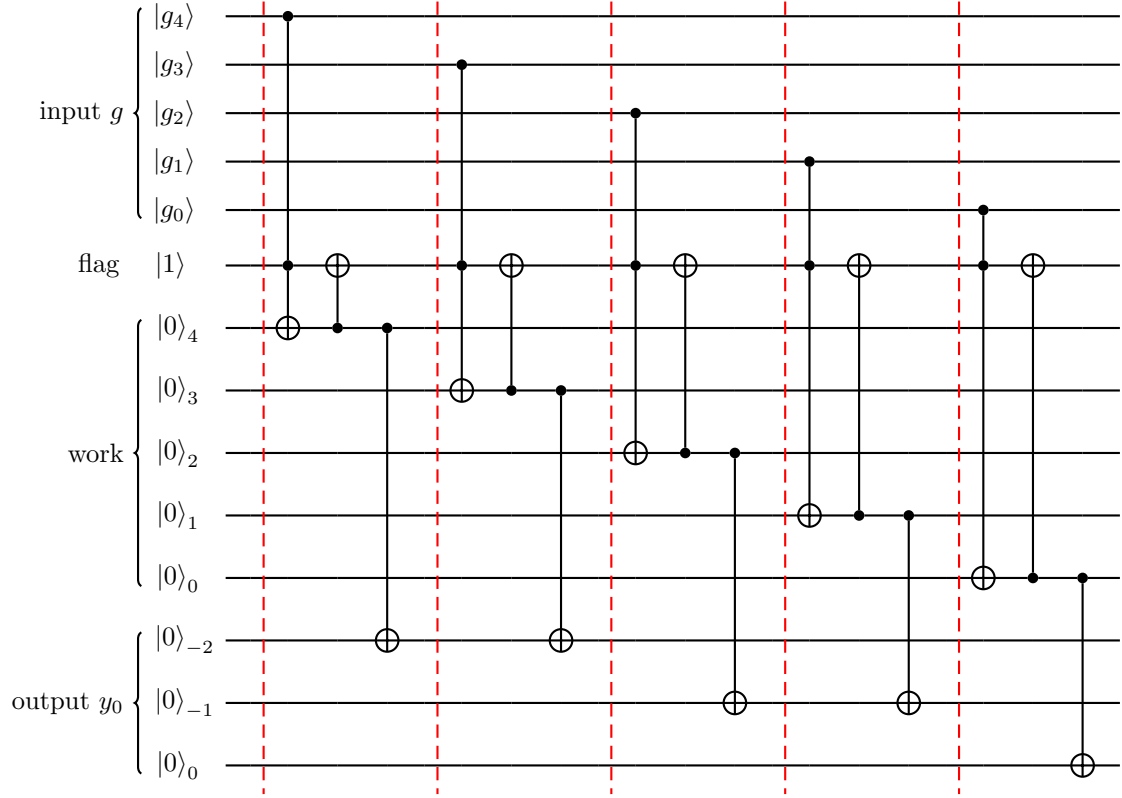 |g₄⟩
|g₃⟩
input g |g₂⟩
|g₁⟩
|g₀⟩
flag |1⟩
|0⟩₄
|0⟩₃
work |0⟩₂
|0⟩₁
|0⟩₀
|0⟩₋₂
output y₀ |0⟩₋₁
|0⟩₀